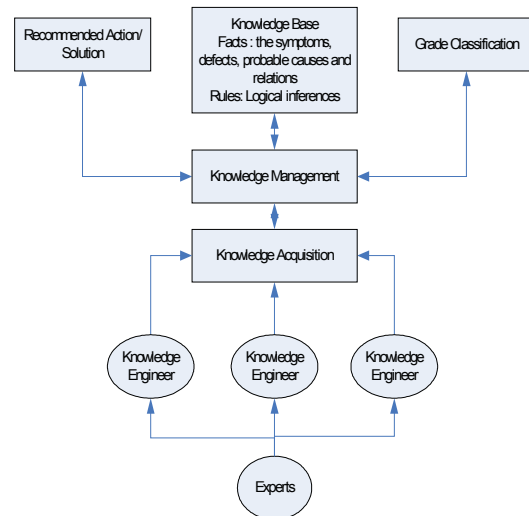 Recommended Action/
Solution
Knowledge Base
Facts : the symptoms,
defects, probable causes and
relations
Rules: Logical inferences
Grade Classification
Knowledge Management
Knowledge Acquisition
Knowledge
Engineer
Knowledge
Engineer
Knowledge
Engineer
Experts